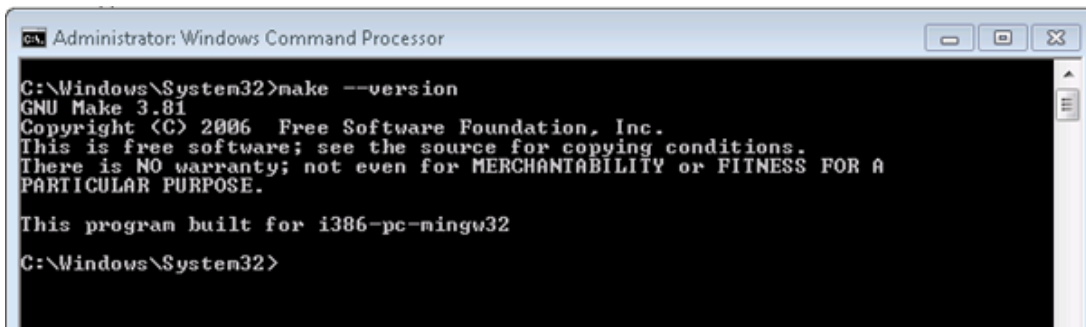 Administrator: Windows Command Processor
C:\Windows\System32>make --version
GNU Make 3.81
Copyright (C) 2006  Free Software Foundation, Inc.
This is free software; see the source for copying conditions.
There is NO warranty; not even for MERCHANTABILITY or FITNESS FOR A
PARTICULAR PURPOSE.
This program built for i386-pc-mingw32
C:\Windows\System32>